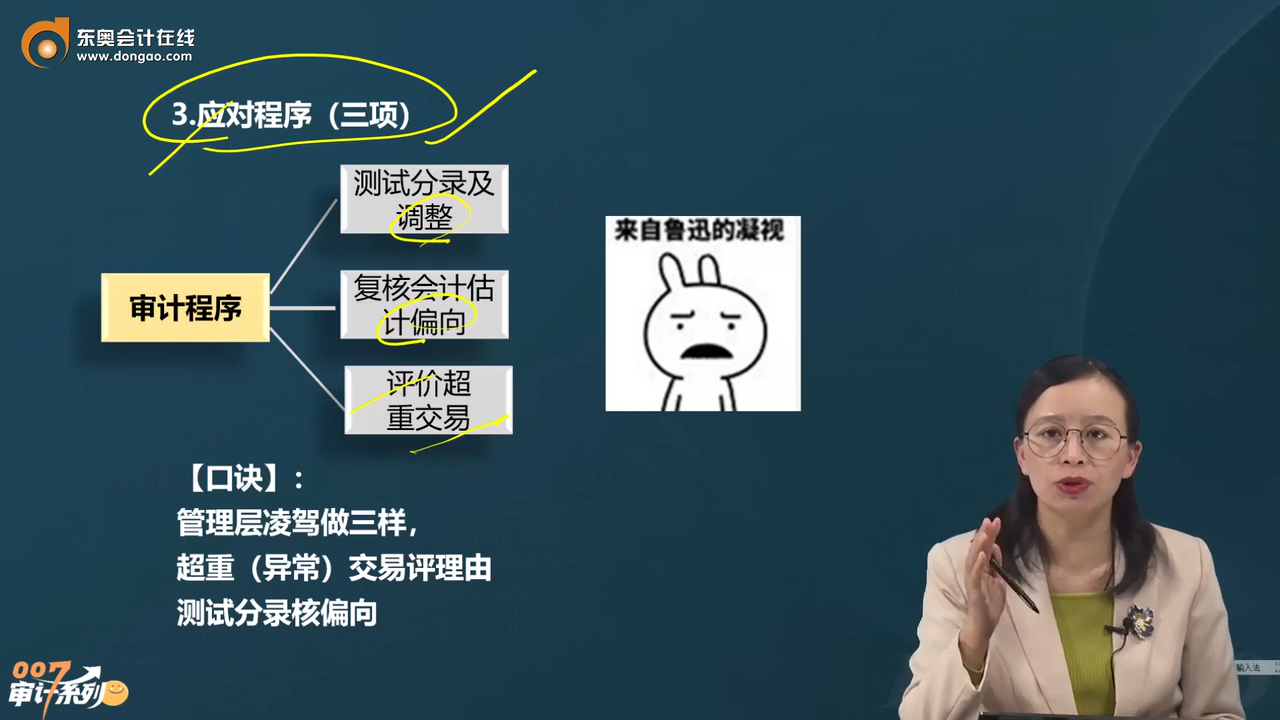 东奥会计在线
www.dongao.com
3.应对程序（三项）
测试分录及
调整
审计程序
复核会计估
计偏向
评价超
重交易
来自鲁迅的凝视
【口诀】：
管理层凌驾做三样，
超重（异常）交易评理由
测试分录核偏向
007
审计系列
输入法